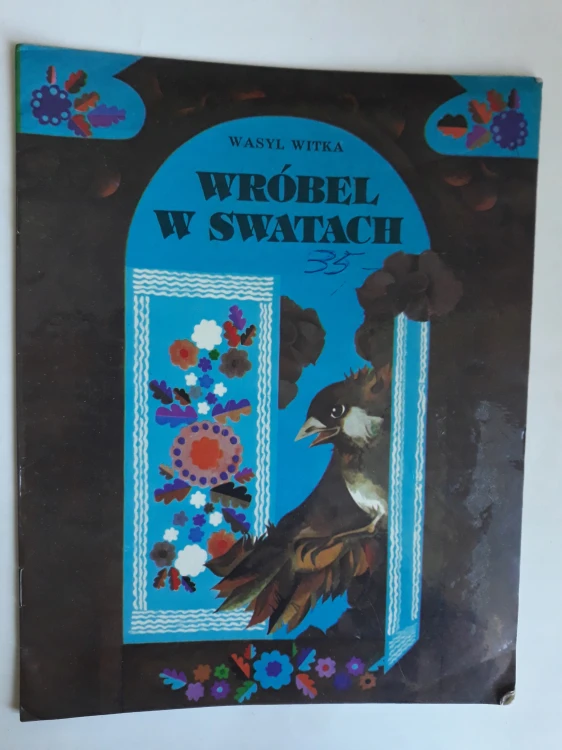 WASYL WITKA
WRÓBEL
W SWATACH
35,-